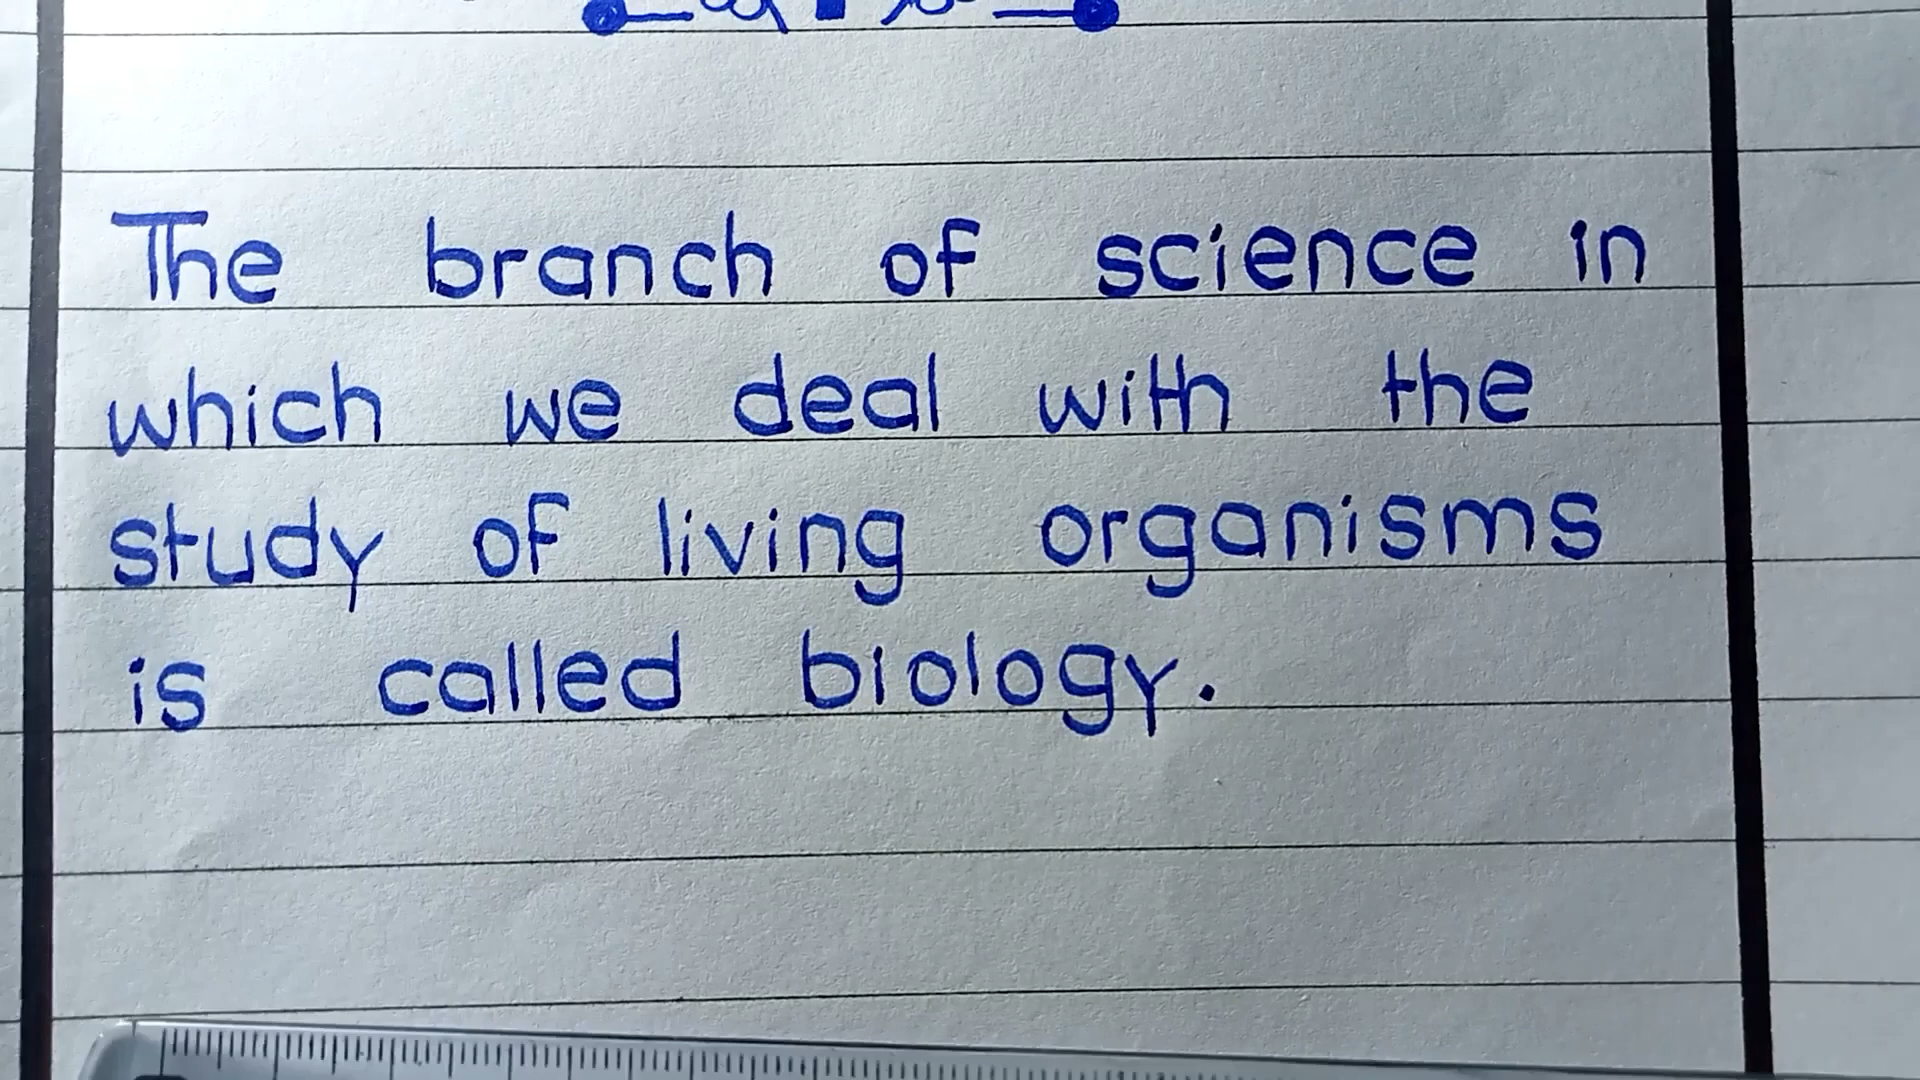 The branch of science in
which we deal with the
study of living organisms
is called biology.